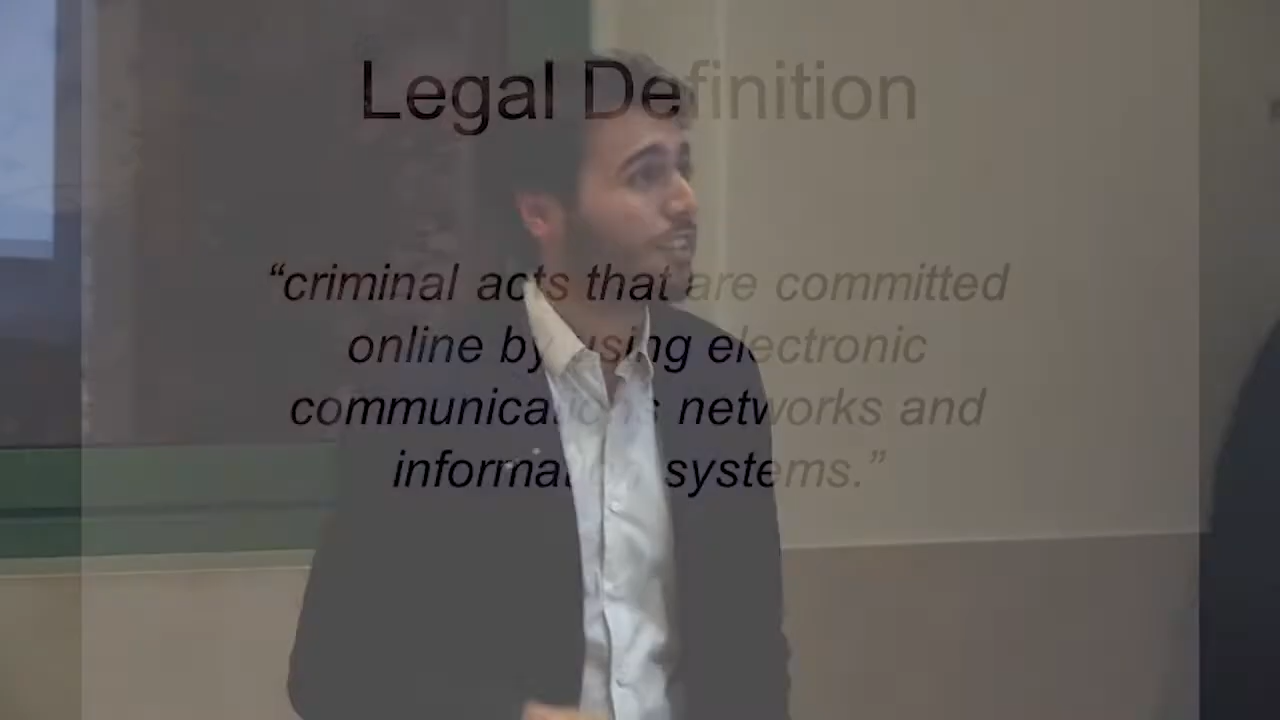 Legal Definition
“criminal acts that are committed
online by using electronic
communications networks and
information systems.”